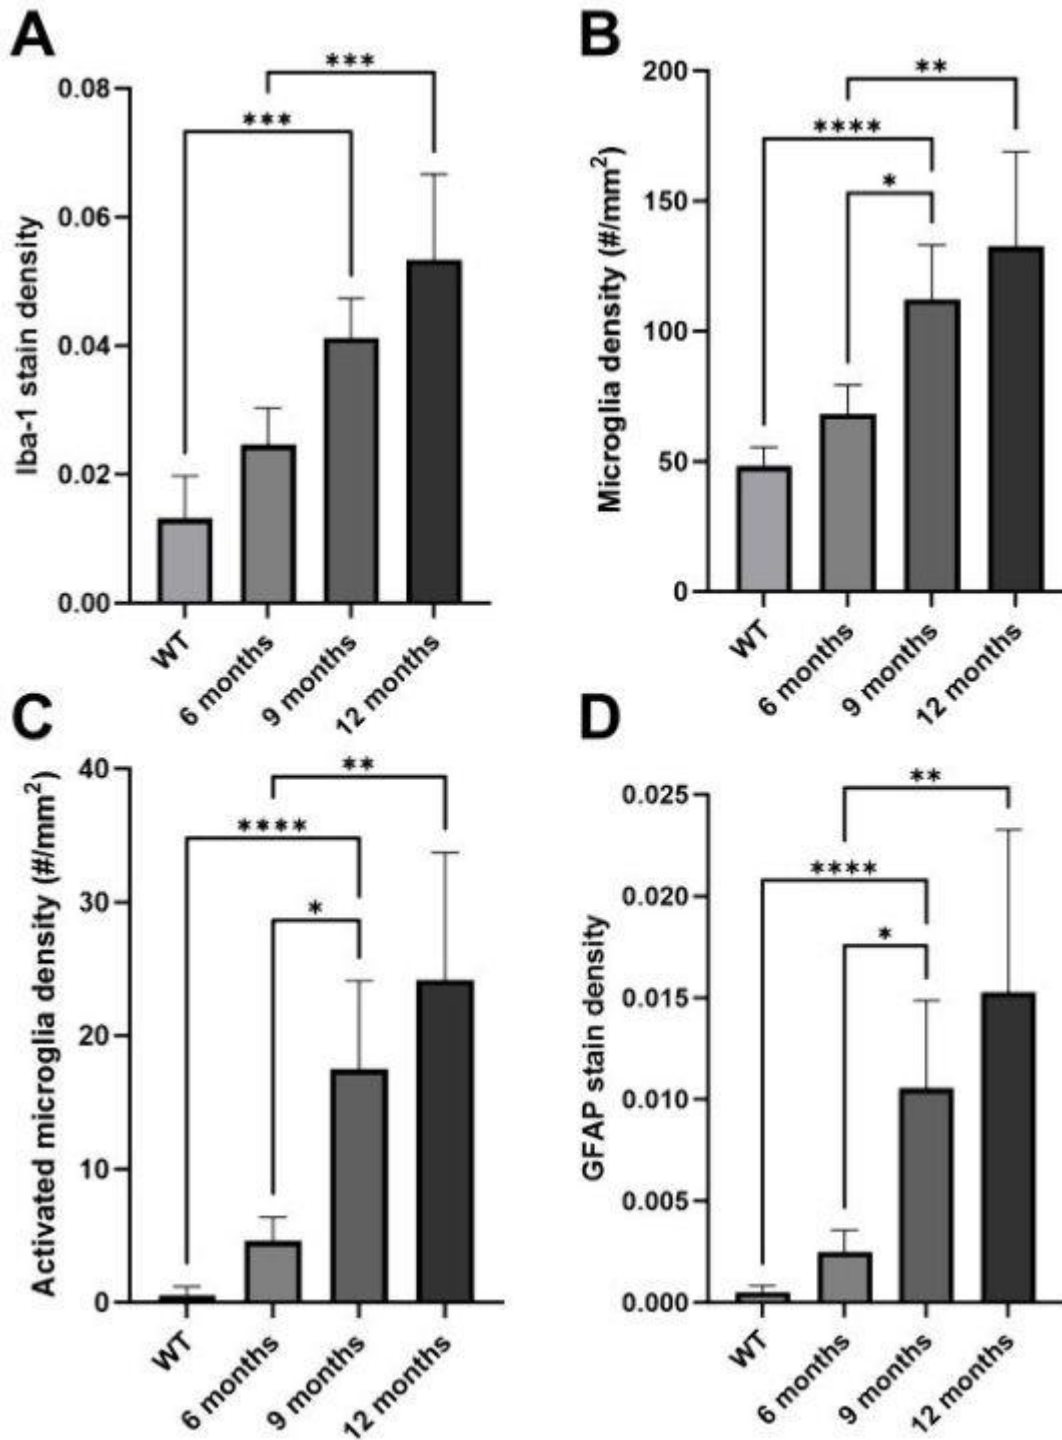 A
Iba-1 stain density
0.08
0.06
0.04
0.02
0.00
***
***
WT
6 months
9 months
12 months
B
Microglia density (#/mm²)
200
150
100
50
0
**
****
*
WT
6 months
9 months
12 months
C
Activated microglia density (#/mm²)
40
30
20
10
0
**
****
*
WT
6 months
9 months
12 months
D
GFAP stain density
0.025
0.020
0.015
0.010
0.005
0.000
**
****
*
WT
6 months
9 months
12 months